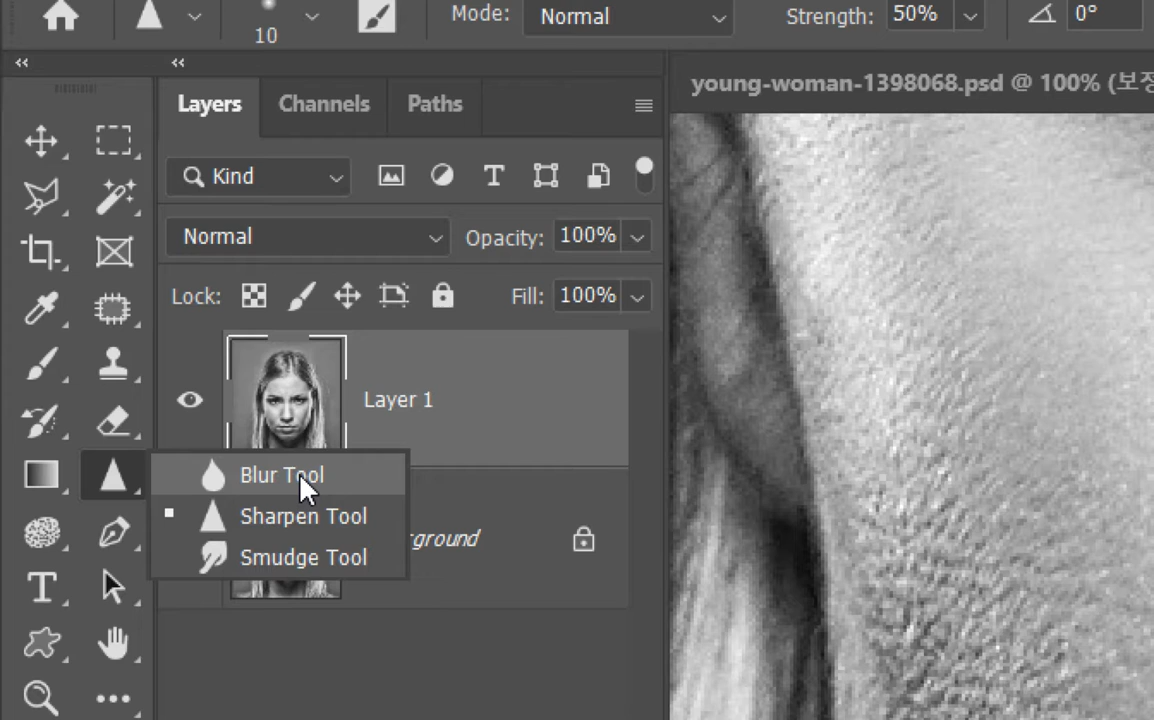 10
Mode: Normal
Strength: 50%
0°
young-woman-1398068.psd @ 100% (보정
Layers
Channels
Paths
Kind
Normal
Opacity: 100%
Lock:
Fill: 100%
Layer 1
Blur Tool
Sharpen Tool
Smudge Tool
ground